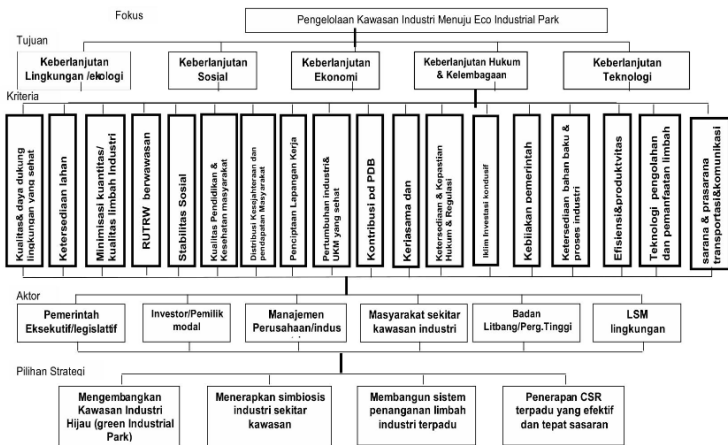 Fokus
Pengelolaan Kawasan Industri Menuju Eco Industrial Park
Tujuan
Keberlanjutan
Lingkungan /ekologi
Keberlanjutan
Sosial
Keberlanjutan
Ekonomi
Keberlanjutan Hukum
& Kelembagaan
Keberlanjutan
Teknologi
Kriteria
Kualitas& daya dukung
lingkungan yang sehat
Ketersediaan lahan
Minimisasi kuantitas/
kualitas limbah Industri
RUTRW berwawasan
Stabilitas Sosial
Kualitas Pendidikan &
Kesehatan masyarakat
Distribusi Kesejahteraan dan
pendapatan Masyarakat
Penciptaan Lapangan Kerja
Pertumbuhan industri&
UKM yang sehat
Kontribusi pd PDB
Kerjasama dan
Ketersediaan & Kepastian
Hukum & Regulasi
Iklim Investasi kondusif
Kebijakan pemerintah
Ketersediaan bahan baku &
proses industri
Efisiensi&produktvitas
Teknologi pengolahan
dan pemanfaatan limbah
sarana & prasarana
transportasi&komunikasi
Aktor
Pemerintah
Eksekutif/legislattif
Investor/Pemilik
modal
Manajemen
Perusahaan/indus
Masyarakat sekitar
kawasan industri
Badan
Litbang/Perg.Tinggi
LSM
lingkungan
Pilihan Strategi
Mengembangkan
Kawasan Industri
Hijau (green Industrial
Park)
Menerapkan simbiosis
industri sekitar
kawasan
Membangun sistem
penanganan limbah
industri terpadu
Penerapan CSR
terpadu yang efektif
dan tepat sasaran